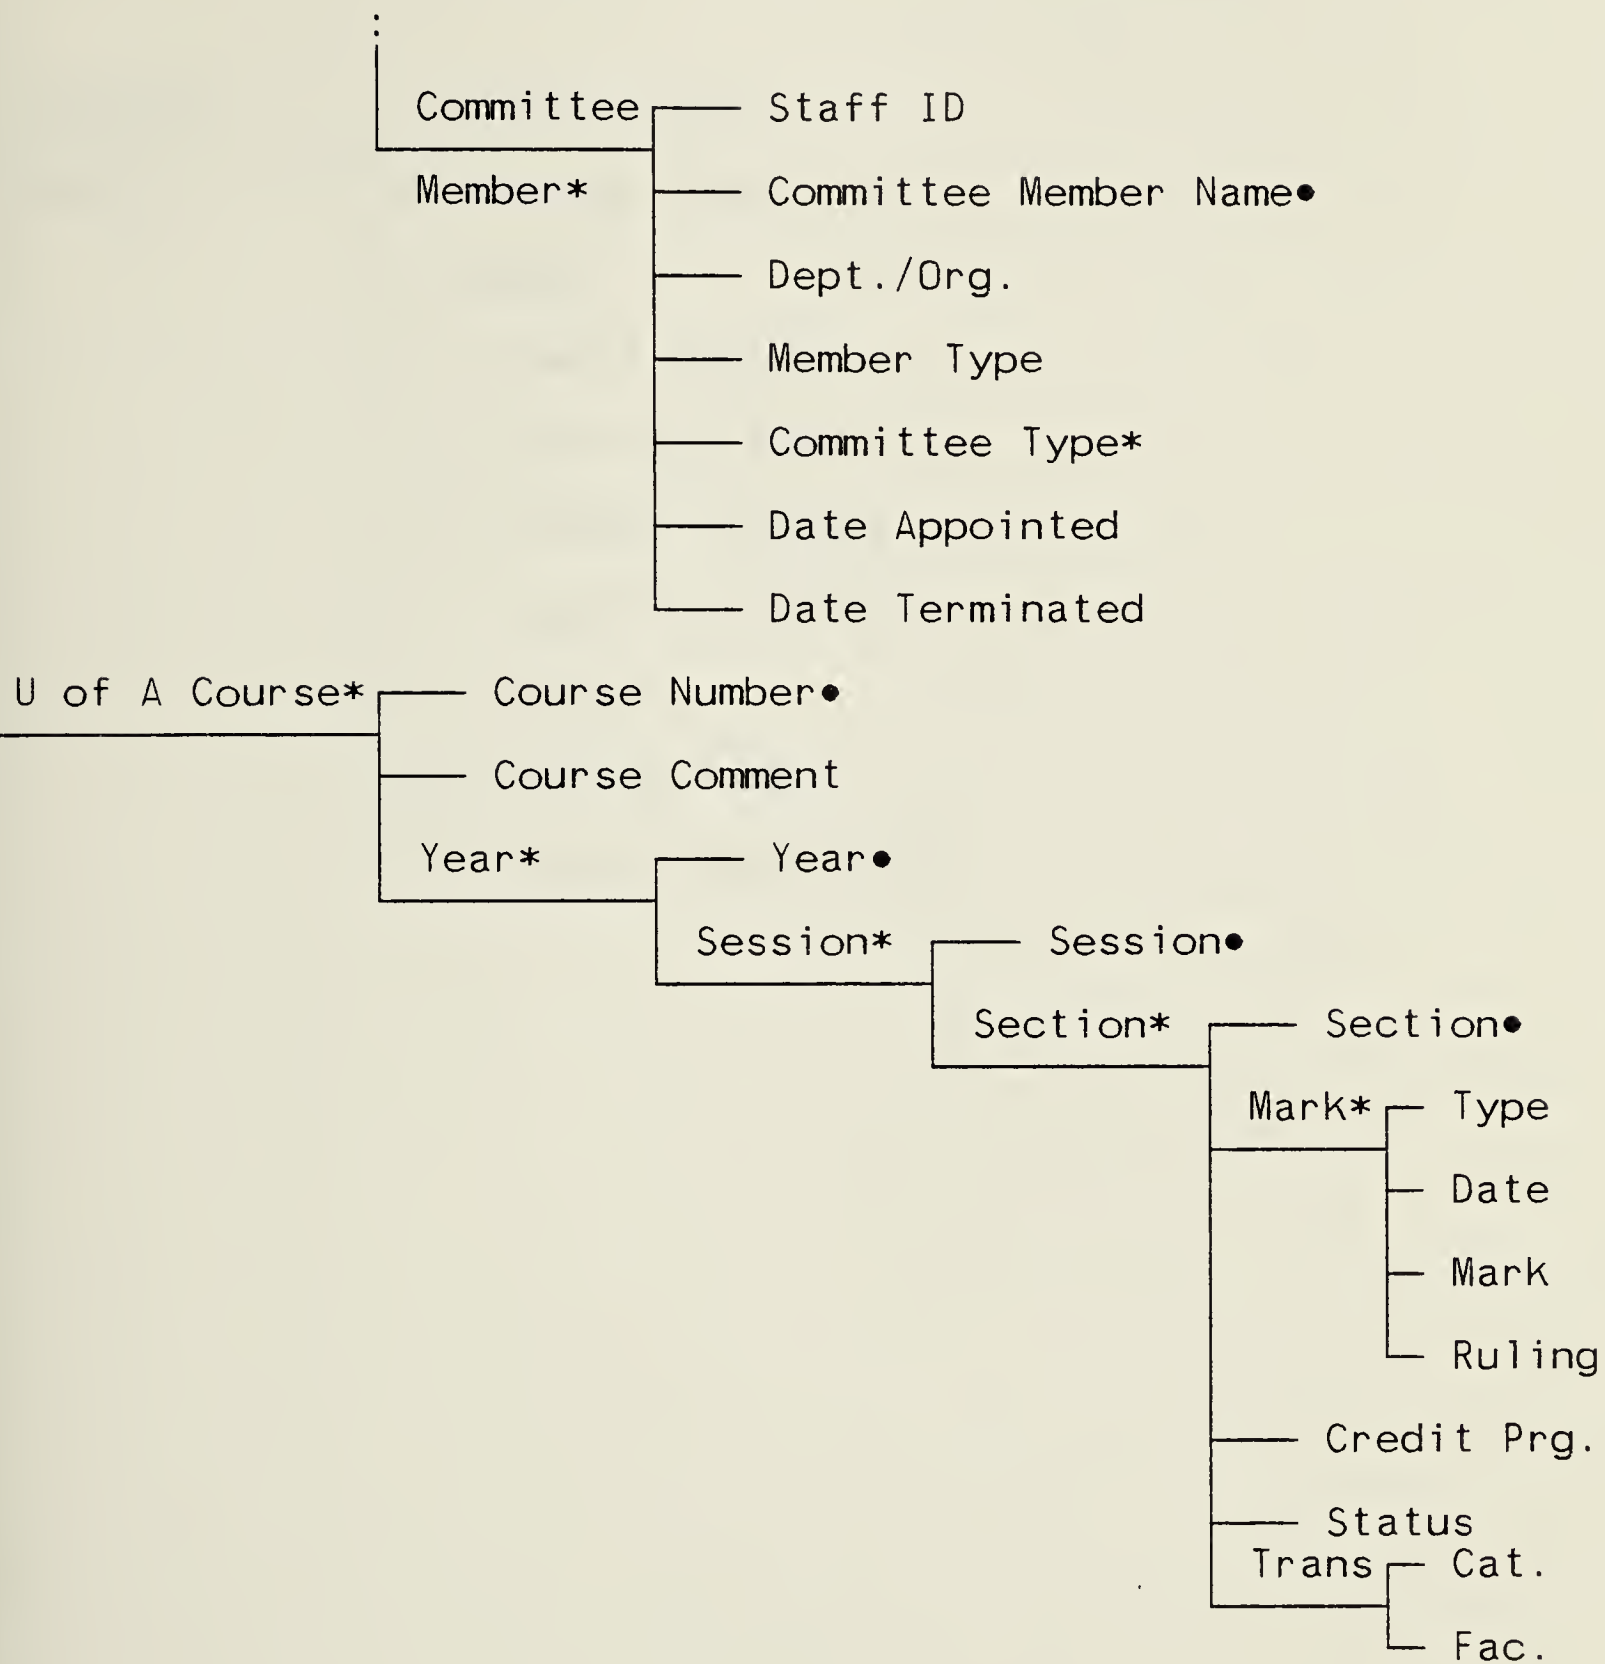 Committee Staff ID
Member* Committee Member Name●
Dept./Org.
Member Type
Committee Type*
Date Appointed
Date Terminated
U of A Course* Course Number●
Course Comment
Year* Year●
Session* Session●
Section* Section●
Mark* Type
Date
Mark
Ruling
Credit Prg.
Status
Trans Cat.
Fac.